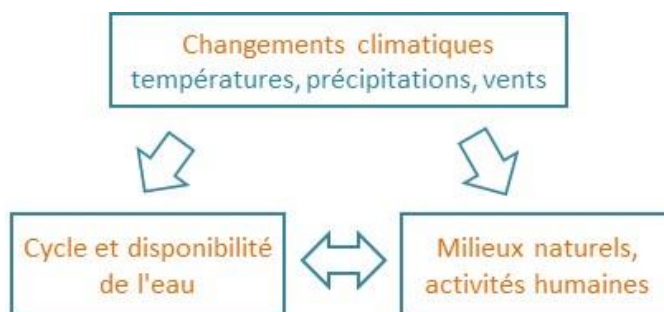 Changements climatiques
températures, précipitations, vents
Cycle et disponibilité
de l'eau
Milieux naturels,
activités humaines